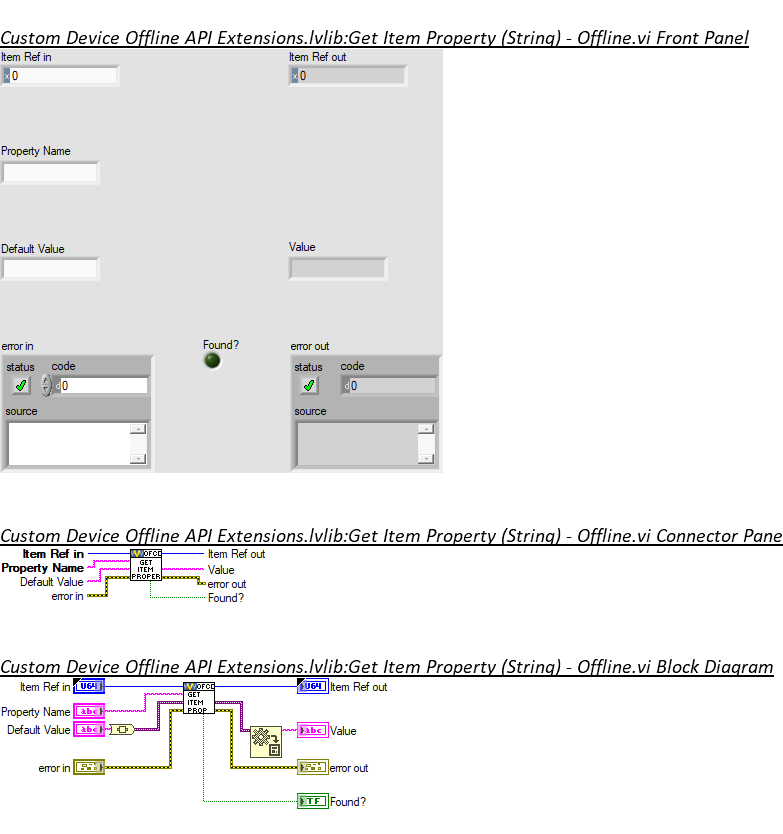 Custom Device Offline API Extensions.lvlib:Get Item Property (String) - Offline.vi Front Panel
Item Ref in Item Ref out
x 0 x 0
Property Name
Default Value Value
error in Found? error out
status code status code
d 0 d 0
source source
Custom Device Offline API Extensions.lvlib:Get Item Property (String) - Offline.vi Connector Pane
Item Ref in OFCD Item Ref out
Property Name GET Value
Default Value ITEM error out
error in PROPER Found?
Custom Device Offline API Extensions.lvlib:Get Item Property (String) - Offline.vi Block Diagram
Item Ref in U64 OFCD U64 Item Ref out
GET
Property Name abc ITEM
Default Value abc PROP abc Value
error in error out
TF Found?